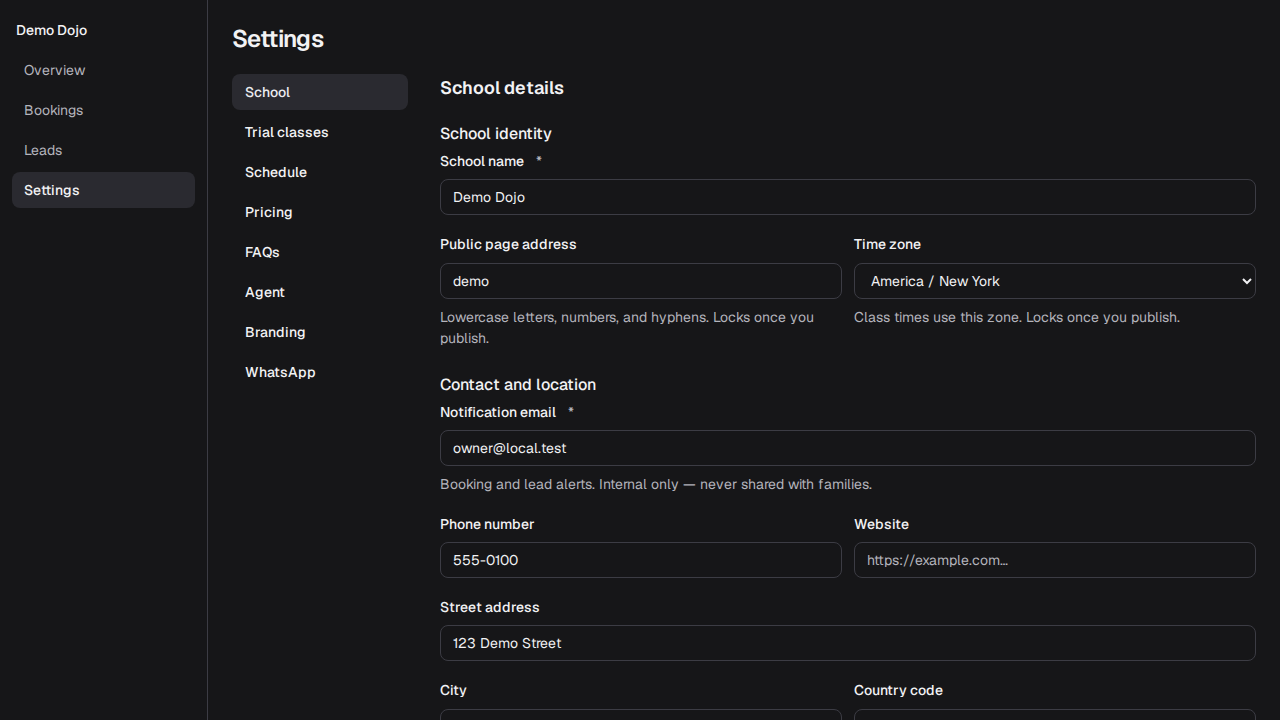 Demo Dojo
Overview
Bookings
Leads
Settings
Settings
School
Trial classes
Schedule
Pricing
FAQs
Agent
Branding
WhatsApp
School details
School identity
School name *
Demo Dojo
Public page address
demo
Lowercase letters, numbers, and hyphens. Locks once you
publish.
Time zone
America / New York
Class times use this zone. Locks once you publish.
Contact and location
Notification email *
owner@local.test
Booking and lead alerts. Internal only — never shared with families.
Phone number
555-0100
Website
https://example.com…
Street address
123 Demo Street
City
Country code